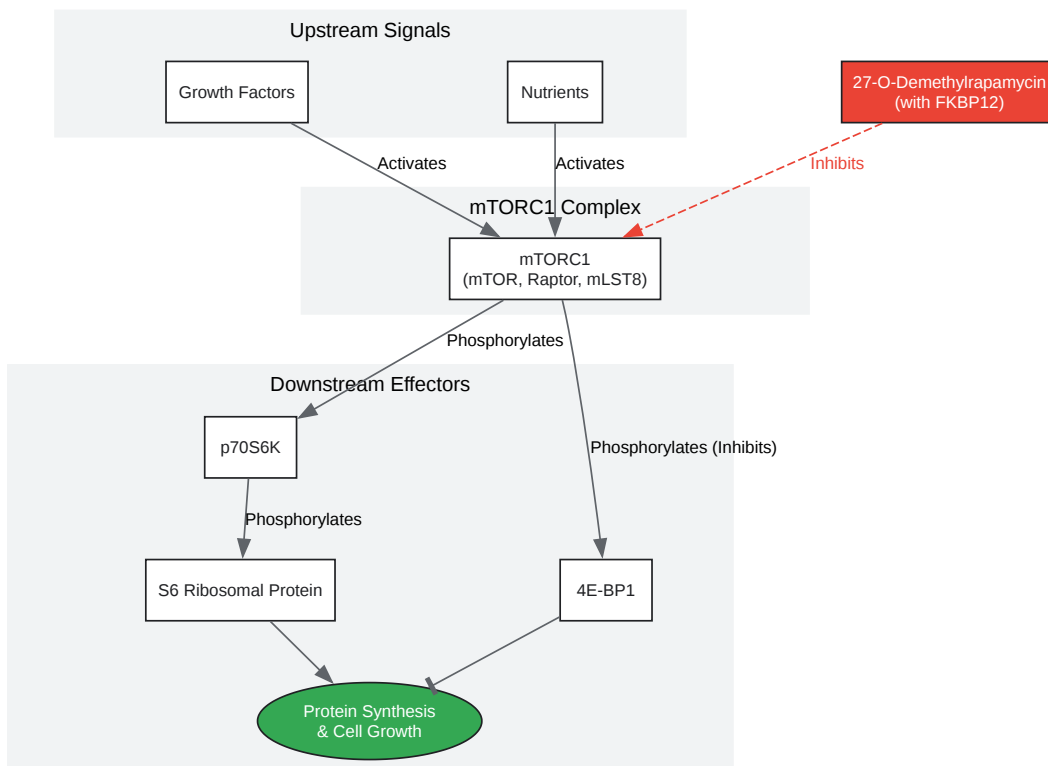 Upstream Signals
Growth Factors
Nutrients
27-O-Demethylrapamycin
(with FKBP12)
Activates
Activates
Inhibits
mTORC1 Complex
mTORC1
(mTOR, Raptor, mLST8)
Phosphorylates
Downstream Effectors
p70S6K
Phosphorylates (Inhibits)
Phosphorylates
S6 Ribosomal Protein
4E-BP1
Protein Synthesis
& Cell Growth